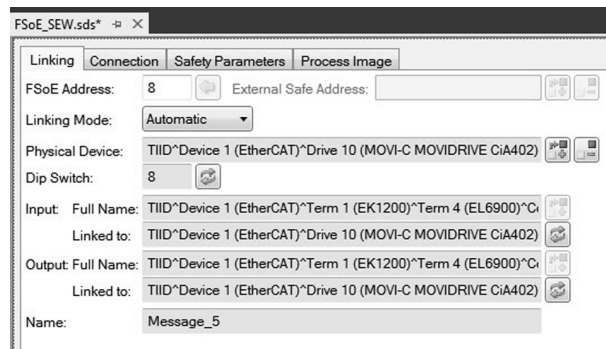 FSoE_SEW.sds*
Linking Connection Safety Parameters Process Image
FSoE Address: 8 External Safe Address:
Linking Mode: Automatic
Physical Device: TIID^Device 1 (EtherCAT)^Drive 10 (MOVI-C MOVIDRIVE CiA402)
Dip Switch: 8
Input: Full Name: TIID^Device 1 (EtherCAT)^Term 1 (EK1200)^Term 4 (EL6900)^C
Linked to: TIID^Device 1 (EtherCAT)^Drive 10 (MOVI-C MOVIDRIVE CiA402)
Output: Full Name: TIID^Device 1 (EtherCAT)^Term 1 (EK1200)^Term 4 (EL6900)^C
Linked to: TIID^Device 1 (EtherCAT)^Drive 10 (MOVI-C MOVIDRIVE CiA402)
Name: Message_5